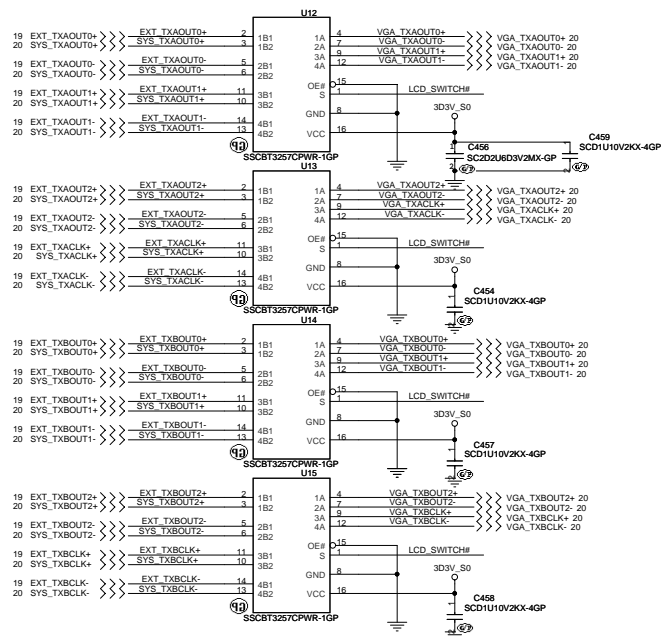 U12
19 EXT_TXAOUT0+ EXT_TXAOUT0+ 2 1B1 1A 4 VGA_TXAOUT0+ VGA_TXAOUT0+ 20
20 SYS_TXAOUT0+ SYS_TXAOUT0+ 3 1B2 2A 7 VGA_TXAOUT0- VGA_TXAOUT0- 20
3A 9 VGA_TXAOUT1+ VGA_TXAOUT1+ 20
19 EXT_TXAOUT0- EXT_TXAOUT0- 5 2B1 4A 12 VGA_TXAOUT1- VGA_TXAOUT1- 20
20 SYS_TXAOUT0- SYS_TXAOUT0- 6 2B2
OE# 15
19 EXT_TXAOUT1+ EXT_TXAOUT1+ 11 3B1 S 1 LCD_SWITCH#
20 SYS_TXAOUT1+ SYS_TXAOUT1+ 10 3B2
GND 8 3D3V_S0
19 EXT_TXAOUT1- EXT_TXAOUT1- 14 4B1
20 SYS_TXAOUT1- SYS_TXAOUT1- 13 4B2 VCC 16
SSCBT3257CPWR-1GP
1 C456 SC2D2U6D3V2MX-GP
C459 SCD1U10V2KX-4GP
U13
19 EXT_TXAOUT2+ EXT_TXAOUT2+ 2 1B1 1A 4 VGA_TXAOUT2+ VGA_TXAOUT2+ 20
20 SYS_TXAOUT2+ SYS_TXAOUT2+ 3 1B2 2A 7 VGA_TXAOUT2- VGA_TXAOUT2- 20
3A 9 VGA_TXACLK+ VGA_TXACLK+ 20
19 EXT_TXAOUT2- EXT_TXAOUT2- 5 2B1 4A 12 VGA_TXACLK- VGA_TXACLK- 20
20 SYS_TXAOUT2- SYS_TXAOUT2- 6 2B2
OE# 15
19 EXT_TXACLK+ EXT_TXACLK+ 11 3B1 S 1 LCD_SWITCH#
20 SYS_TXACLK+ SYS_TXACLK+ 10 3B2
GND 8 3D3V_S0
19 EXT_TXACLK- EXT_TXACLK- 14 4B1
20 SYS_TXACLK- SYS_TXACLK- 13 4B2 VCC 16
SSCBT3257CPWR-1GP
1 C454 SCD1U10V2KX-4GP
U14
19 EXT_TXBOUT0+ EXT_TXBOUT0+ 2 1B1 1A 4 VGA_TXBOUT0+ VGA_TXBOUT0+ 20
20 SYS_TXBOUT0+ SYS_TXBOUT0+ 3 1B2 2A 7 VGA_TXBOUT0- VGA_TXBOUT0- 20
3A 9 VGA_TXBOUT1+ VGA_TXBOUT1+ 20
19 EXT_TXBOUT0- EXT_TXBOUT0- 5 2B1 4A 12 VGA_TXBOUT1- VGA_TXBOUT1- 20
20 SYS_TXBOUT0- SYS_TXBOUT0- 6 2B2
OE# 15
19 EXT_TXBOUT1+ EXT_TXBOUT1+ 11 3B1 S 1 LCD_SWITCH#
20 SYS_TXBOUT1+ SYS_TXBOUT1+ 10 3B2
GND 8 3D3V_S0
19 EXT_TXBOUT1- EXT_TXBOUT1- 14 4B1
20 SYS_TXBOUT1- SYS_TXBOUT1- 13 4B2 VCC 16
SSCBT3257CPWR-1GP
1 C457 SCD1U10V2KX-4GP
U15
19 EXT_TXBOUT2+ EXT_TXBOUT2+ 2 1B1 1A 4 VGA_TXBOUT2+ VGA_TXBOUT2+ 20
20 SYS_TXBOUT2+ SYS_TXBOUT2+ 3 1B2 2A 7 VGA_TXBOUT2- VGA_TXBOUT2- 20
3A 9 VGA_TXBCLK+ VGA_TXBCLK+ 20
19 EXT_TXBOUT2- EXT_TXBOUT2- 5 2B1 4A 12 VGA_TXBCLK- VGA_TXBCLK- 20
20 SYS_TXBOUT2- SYS_TXBOUT2- 6 2B2
OE# 15
19 EXT_TXBCLK+ EXT_TXBCLK+ 11 3B1 S 1 LCD_SWITCH#
20 SYS_TXBCLK+ SYS_TXBCLK+ 10 3B2
GND 8 3D3V_S0
19 EXT_TXBCLK- EXT_TXBCLK- 14 4B1
20 SYS_TXBCLK- SYS_TXBCLK- 13 4B2 VCC 16
SSCBT3257CPWR-1GP
1 C458 SCD1U10V2KX-4GP